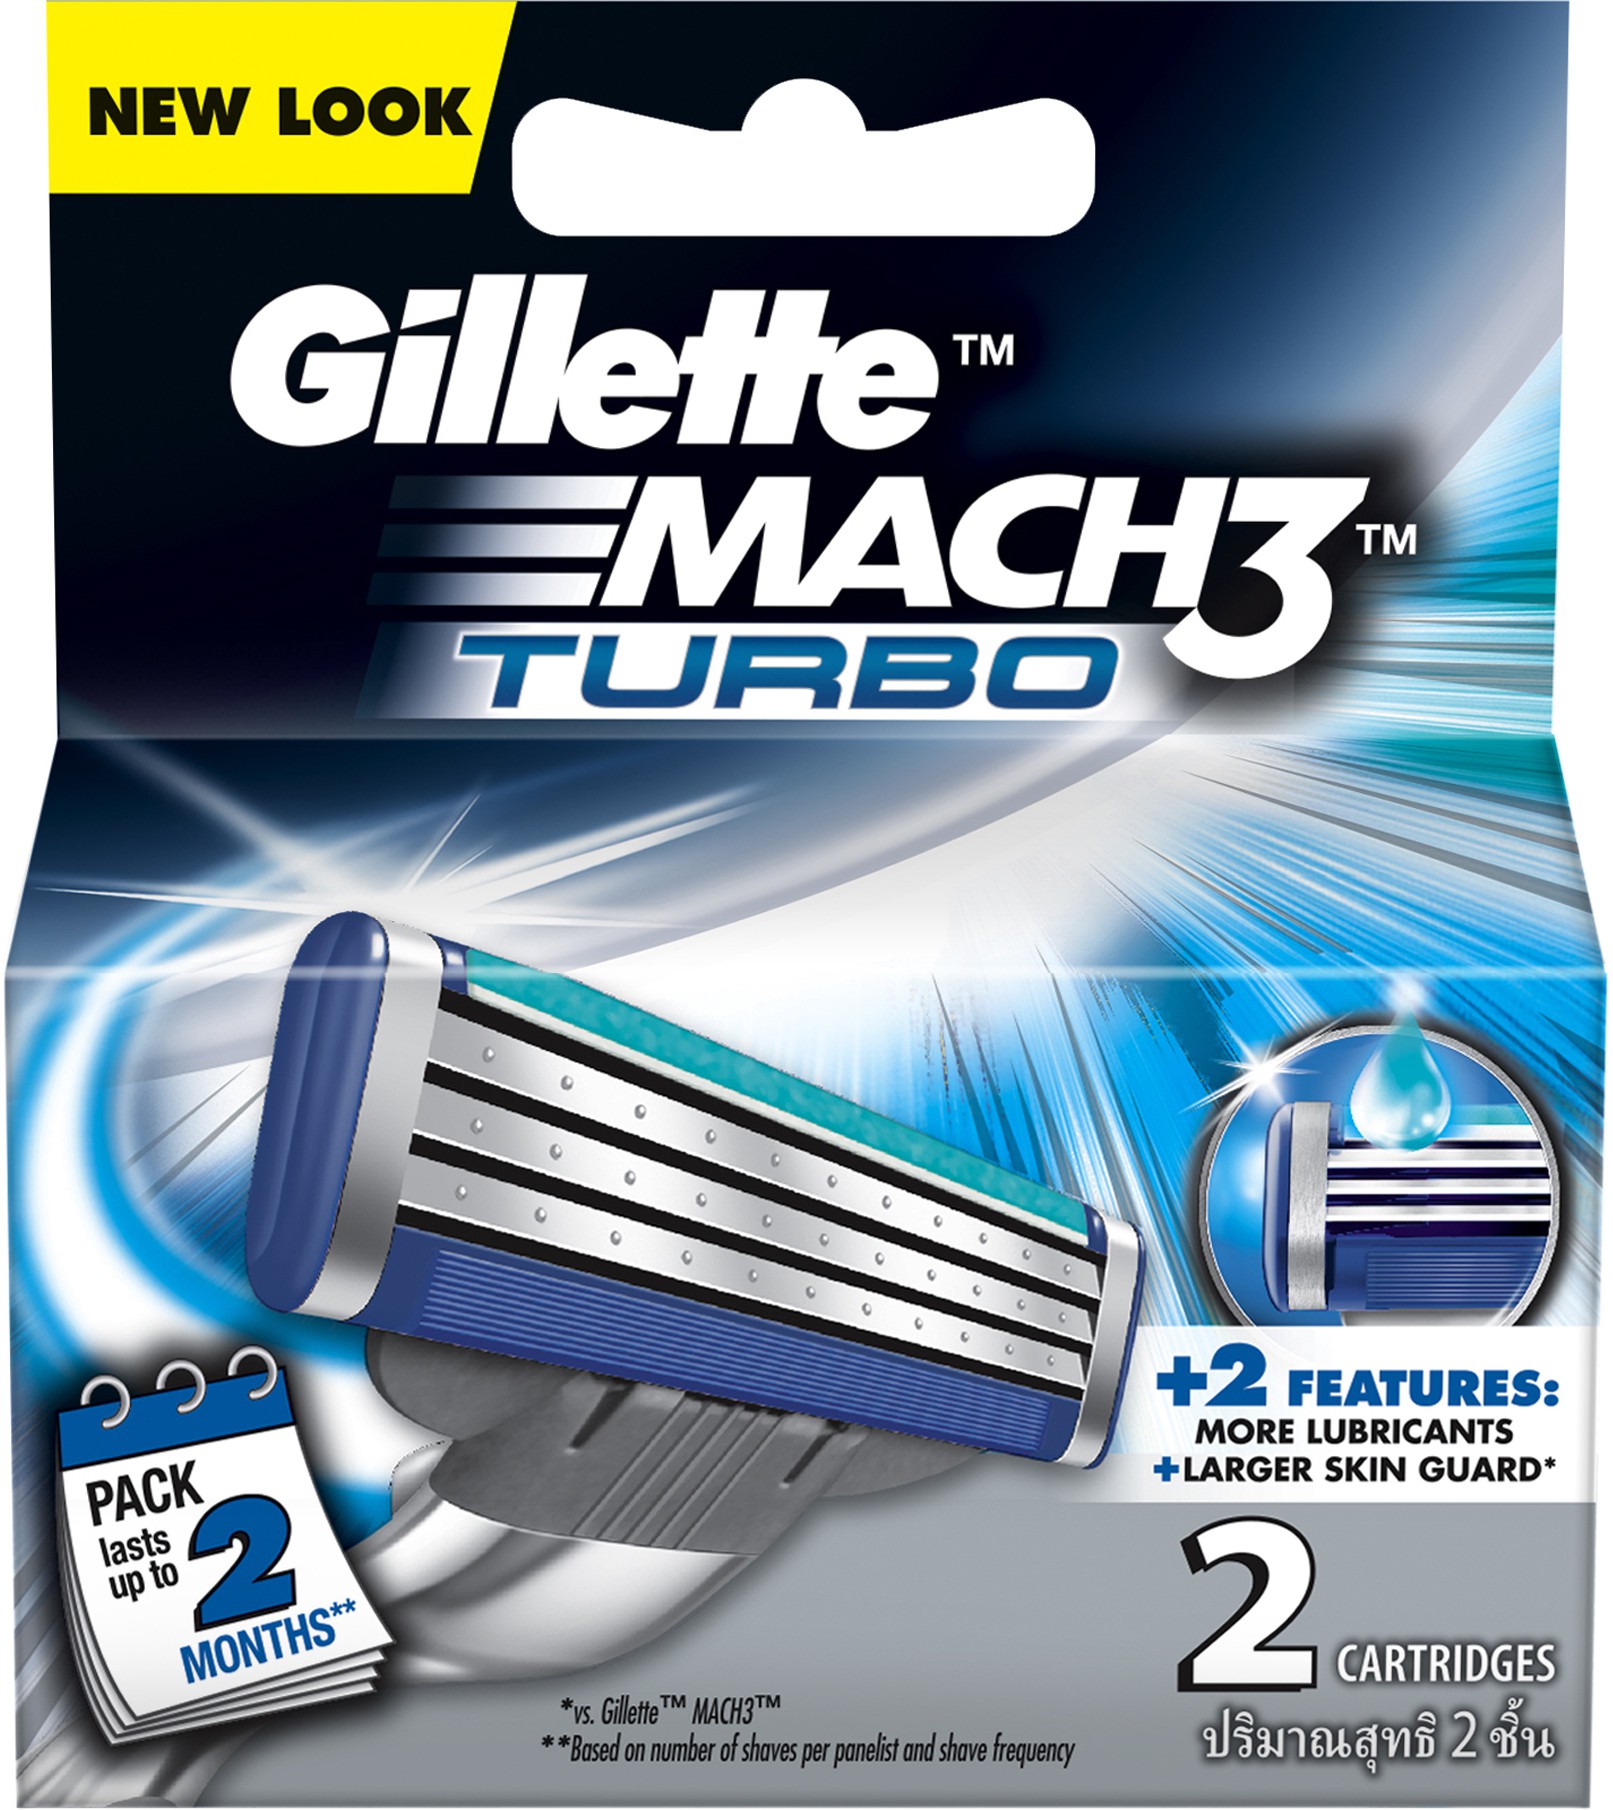 NEW LOOK
Gillette™
MACH3™
TURBO
+2 FEATURES:
MORE LUBRICANTS
+LARGER SKIN GUARD*
PACK
lasts
up to 2
MONTHS**
2 CARTRIDGES
ปริมาณสุทธิ 2 ชิ้น
*vs. Gillette™ MACH3™
**Based on number of shaves per panelist and shave frequency